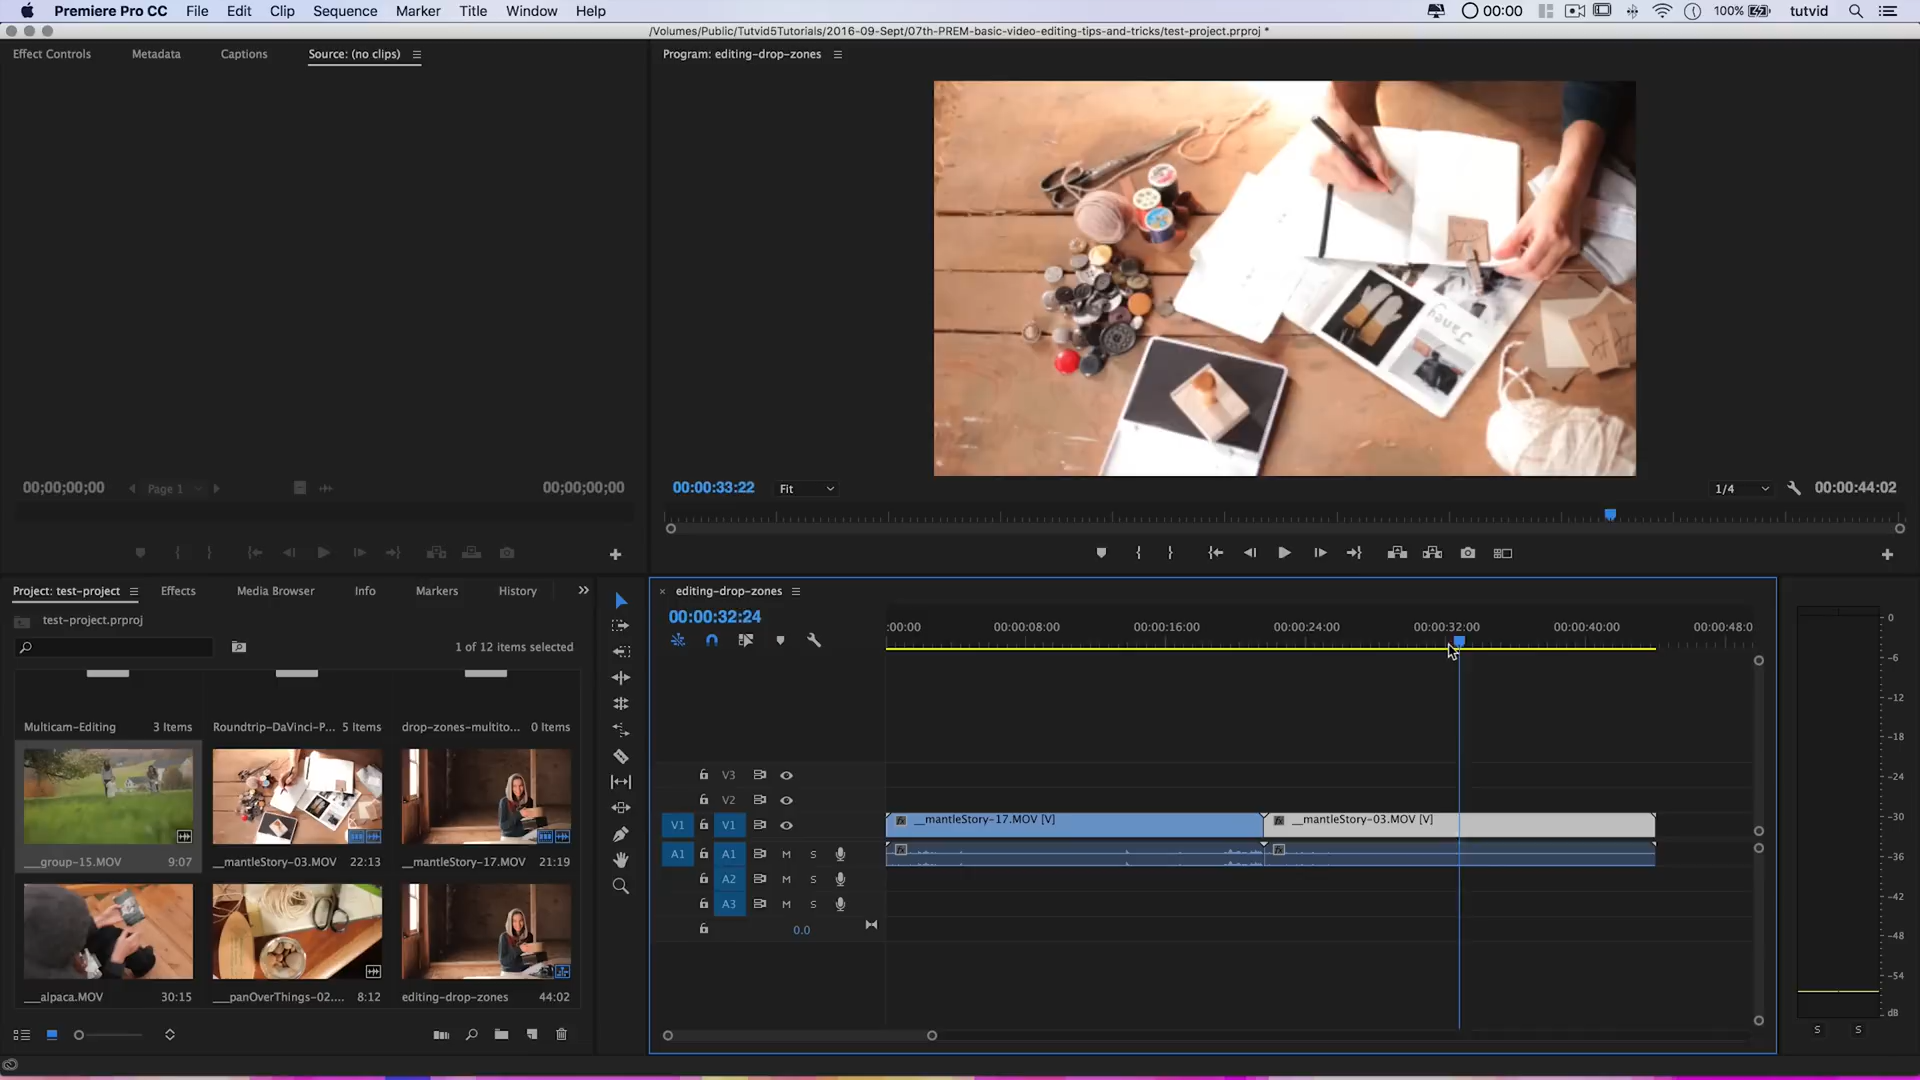 Premiere Pro CC File Edit Clip Sequence Marker Title Window Help 00:00 100% tutvid
/Volumes/Public/Tutvid5Tutorials/2016-09-Sept/07th-PREM-basic-video-editing-tips-and-tricks/test-project.prproj *
Effect Controls Metadata Captions Source: (no clips)
Program: editing-drop-zones
Janey
00;00;00;00 Page 1 00;00;00;00
00:00:33:22 Fit 1/4 00:00:44:02
Project: test-project Effects Media Browser Info Markers History
test-project.prproj
1 of 12 items selected
Multicam-Editing 3 Items
Roundtrip-DaVinci-P... 5 Items
drop-zones-multito... 0 Items
__group-15.MOV 9:07
__mantleStory-03.MOV 22:13
__mantleStory-17.MOV 21:19
___alpaca.MOV 30:15
___panOverThings-02.... 8:12
editing-drop-zones 44:02
editing-drop-zones
00:00:32:24
:00:00 00:00:08:00 00:00:16:00 00:00:24:00 00:00:32:00 00:00:40:00 00:00:48:0
V3
V2
V1 V1 fx __mantleStory-17.MOV [V] fx __mantleStory-03.MOV [V]
A1 A1 M S fx fx
A2 M S
A3 M S
0.0
0
-6
-12
-18
-24
-30
-36
-42
-48
-54
dB
S S